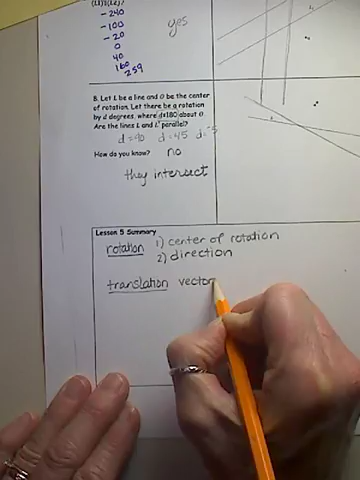 -240
-100
-20
0
40
160
259
yes
8. Let L be a line and O be the center
of rotation. Let there be a rotation
by d degrees, where d≠180 about O.
Are the lines L and L' parallel?
d=90 d=45 d=-5
How do you know? no
they intersect
Lesson 5 Summary
rotation 1) center of rotation
2) direction
translation vector